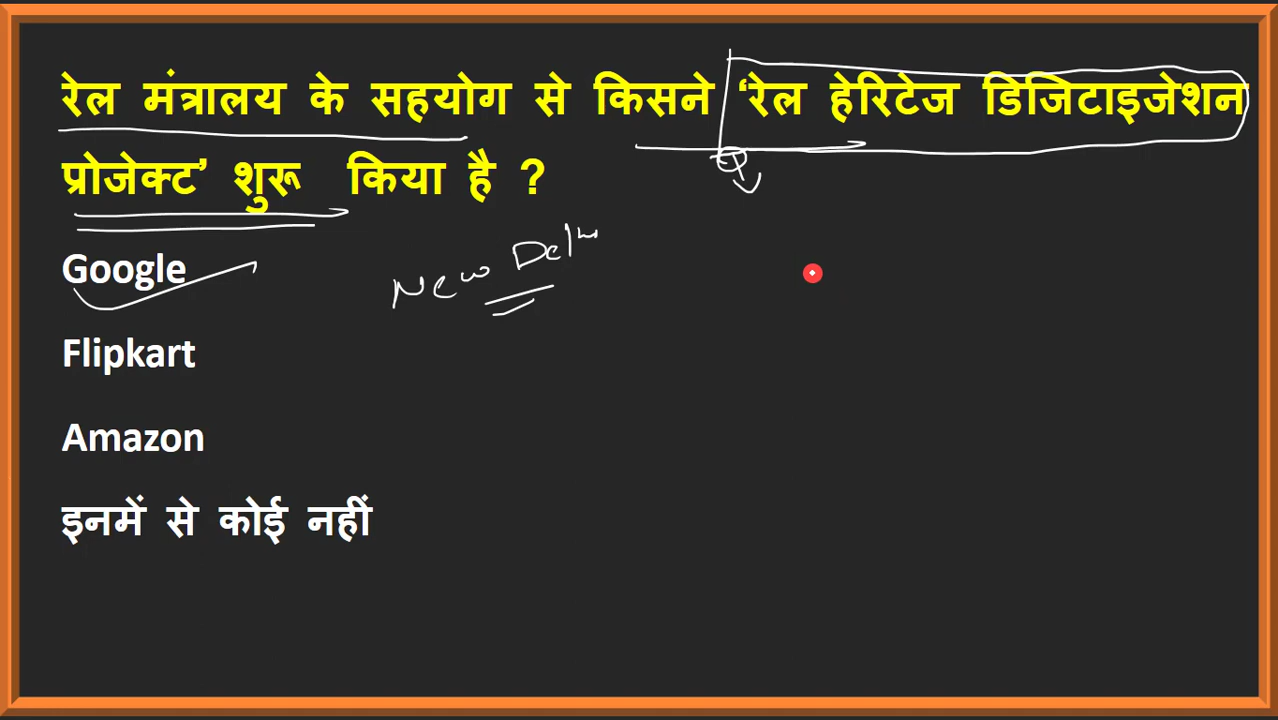 रेल मंत्रालय के सहयोग से किसने ‘रेल हेरिटेज डिजिटाइजेशन
प्रोजेक्ट’ शुरू किया है ?
Google
New Delhi
Flipkart
Amazon
इनमें से कोई नहीं